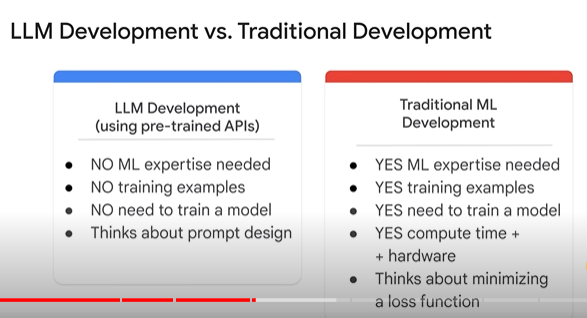 LLM Development vs. Traditional Development
LLM Development
(using pre-trained APIs)
● NO ML expertise needed
● NO training examples
● NO need to train a model
● Thinks about prompt design
Traditional ML
Development
● YES ML expertise needed
● YES training examples
● YES need to train a model
● YES compute time +
+ hardware
● Thinks about minimizing
a loss function